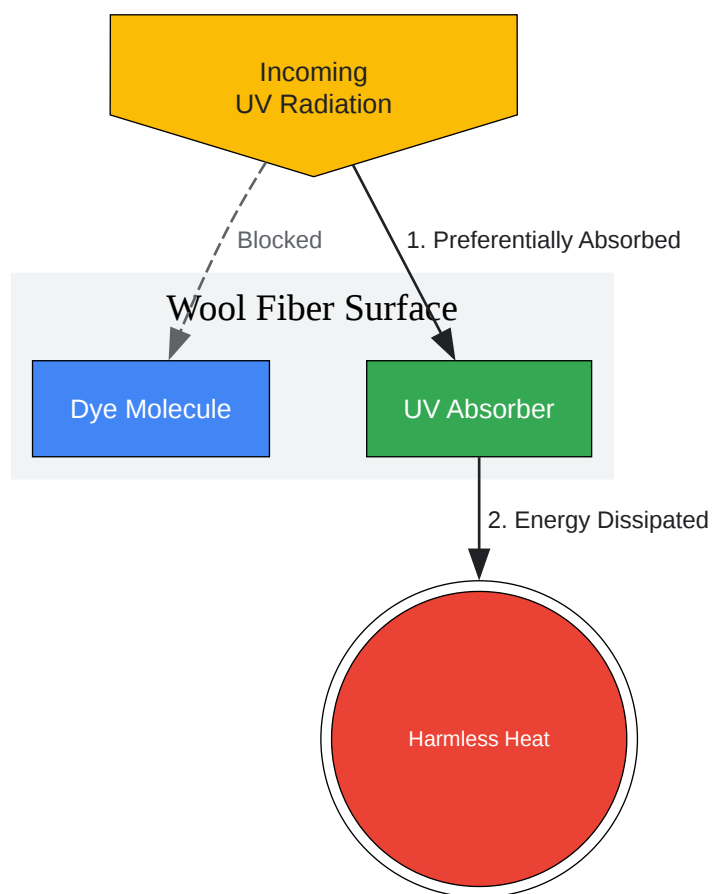 Incoming
UV Radiation
Blocked
1. Preferentially Absorbed
Wool Fiber Surface
Dye Molecule
UV Absorber
2. Energy Dissipated
Harmless Heat